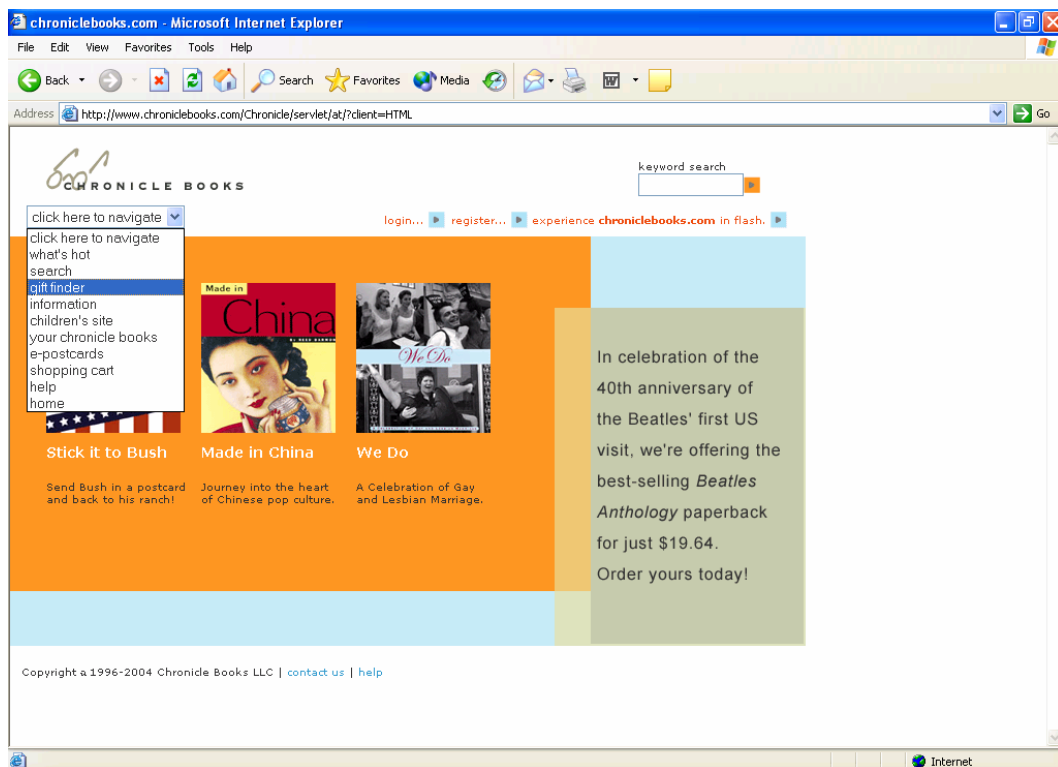 chroniclebooks.com - Microsoft Internet Explorer
File Edit View Favorites Tools Help
Back Search Favorites Media
Address http://www.chroniclebooks.com/Chronicle/servlet/at/?client=HTML Go
CHRONICLE BOOKS
keyword search
click here to navigate
login... register... experience chroniclebooks.com in flash.
click here to navigate
what's hot
search
gift finder
information
children's site
your chronicle books
e-postcards
shopping cart
help
home
Made in
China
We Do
Stick it to Bush
Send Bush in a postcard
and back to his ranch!
Made in China
Journey into the heart
of Chinese pop culture.
We Do
A Celebration of Gay
and Lesbian Marriage.
In celebration of the
40th anniversary of
the Beatles' first US
visit, we're offering the
best-selling Beatles
Anthology paperback
for just $19.64.
Order yours today!
Copyright a 1996-2004 Chronicle Books LLC | contact us | help
Internet